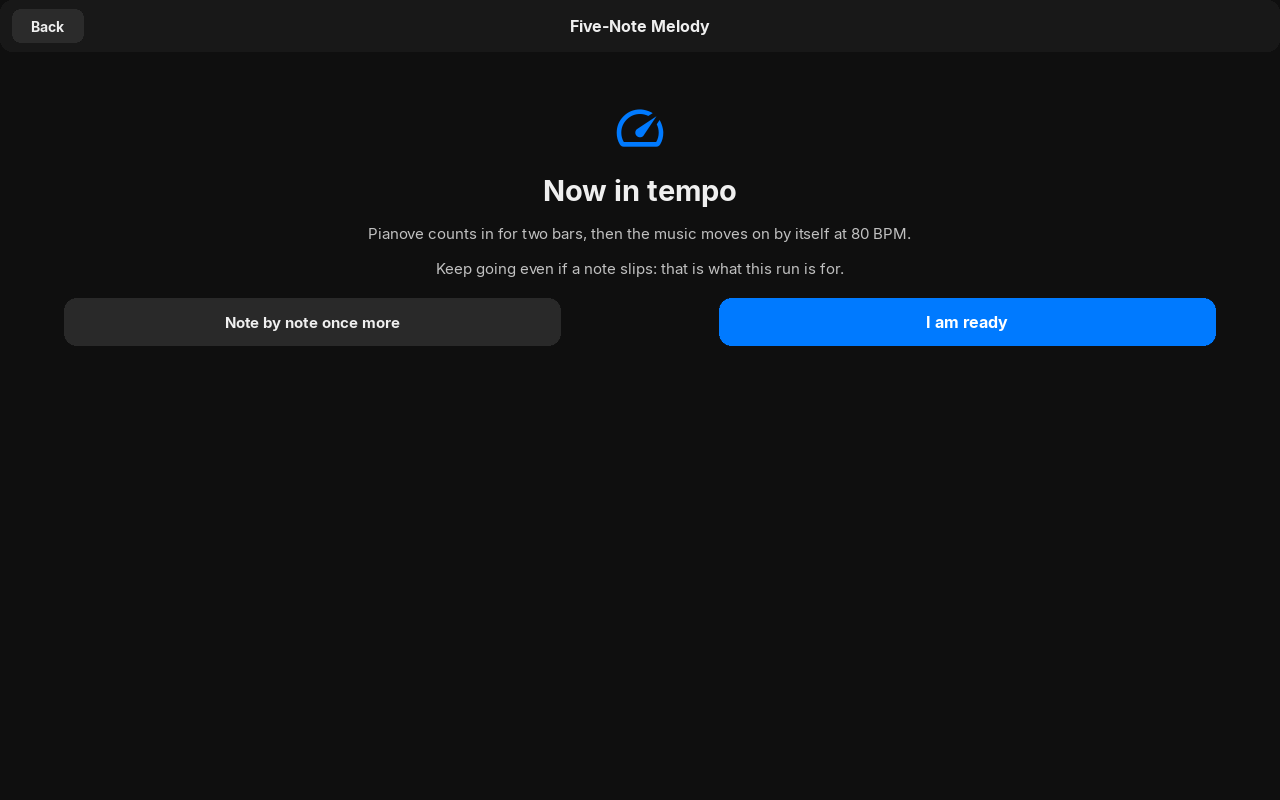 Back
Five-Note Melody
Now in tempo
Pianove counts in for two bars, then the music moves on by itself at 80 BPM.
Keep going even if a note slips: that is what this run is for.
Note by note once more
I am ready